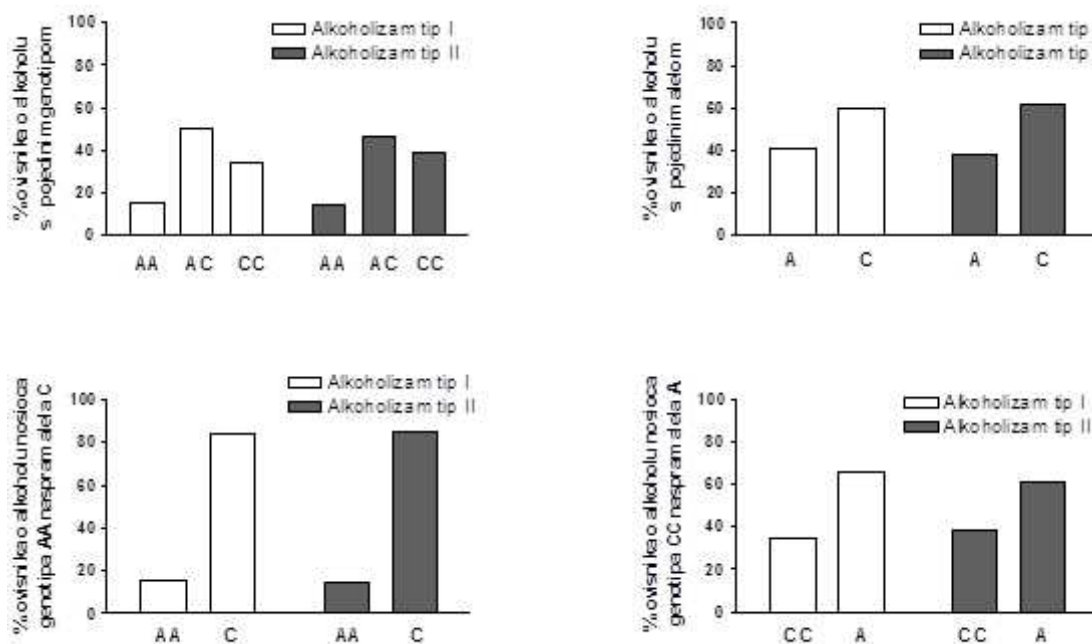 % ovisnika o alkoholu
s pojedinim genotipom
100
80
60
40
20
0
Alkoholizam tip I
Alkoholizam tip II
AA AC CC AA AC CC
% ovisnika o alkoholu
s pojedinim alelom
100
80
60
40
20
0
Alkoholizam tip
Alkoholizam tip
A C A C
% ovisnika o alkoholu nosioca
genotipa AA naspram alela C
100
80
60
40
20
0
Alkoholizam tip I
Alkoholizam tip II
AA C AA C
% ovisnika o alkoholu nosioca
genotipa CC naspram alela A
100
80
60
40
20
0
Alkoholizam tip I
Alkoholizam tip II
CC A CC A